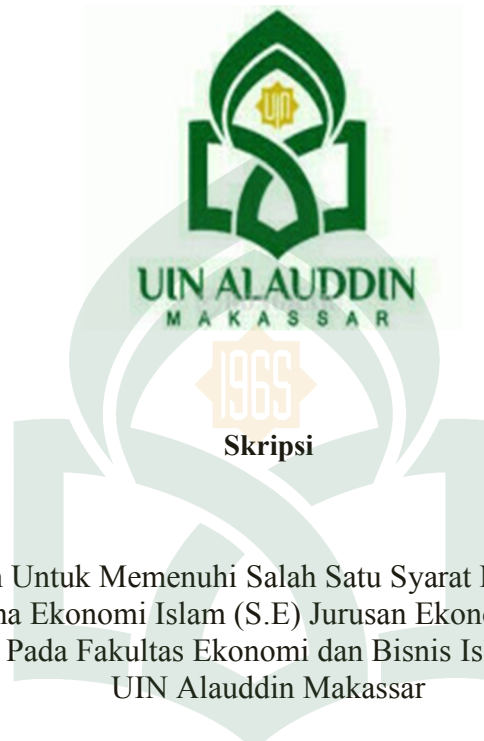 UIN
UIN ALAUDDIN
MAKASSAR
1965
Skripsi
Untuk Memenuhi Salah Satu Syarat
Ekonomi Islam (S.E) Jurusan
Pada Fakultas Ekonomi dan Bisnis
UIN Alauddin Makassar